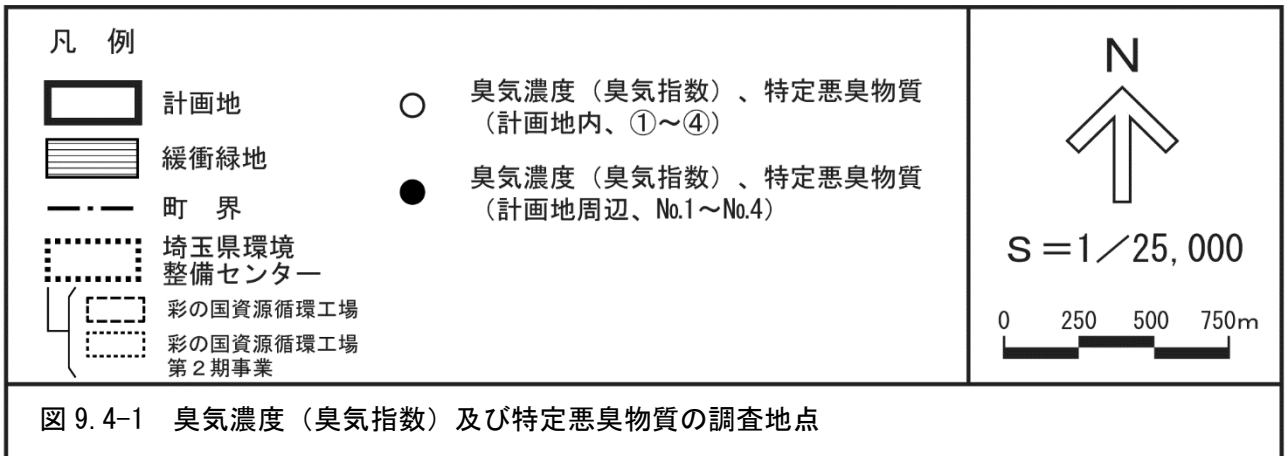 凡 例
計画地
緩衝緑地
町 界
埼玉県環境
整備センター
彩の国資源循環工場
彩の国資源循環工場
第2期事業
臭気濃度（臭気指数）、特定悪臭物質
（計画地内、①～④）
臭気濃度（臭気指数）、特定悪臭物質
（計画地周辺、№1～№4）
N
S＝1／25,000
0 250 500 750m
図 9.4-1 臭気濃度（臭気指数）及び特定悪臭物質の調査地点